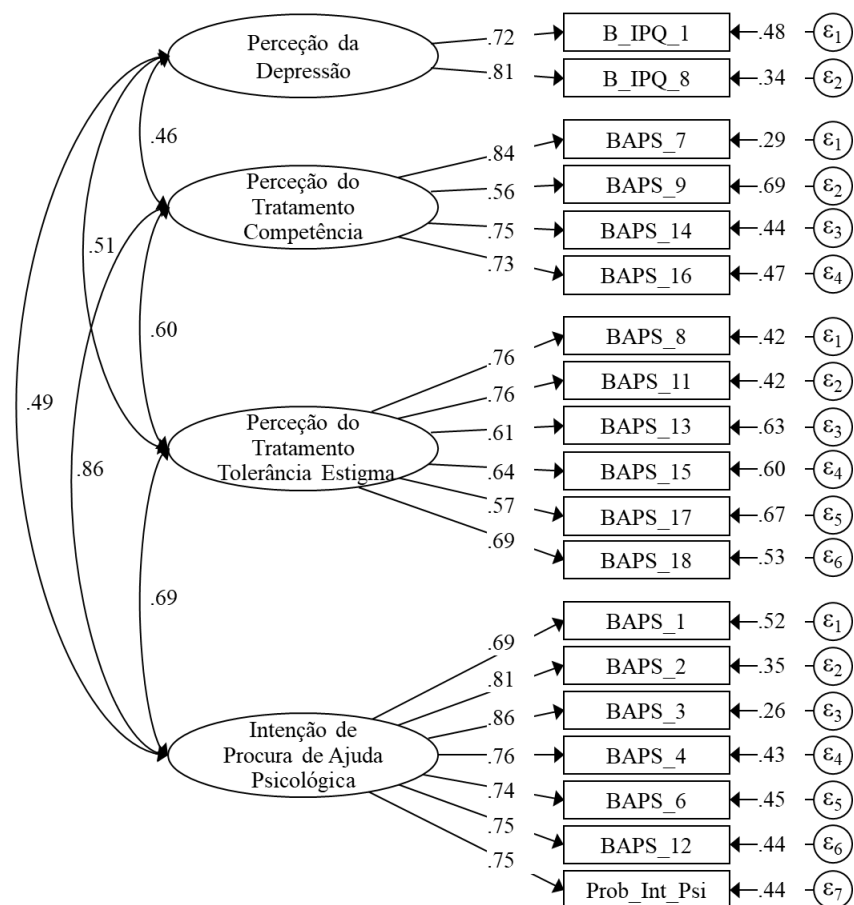 Perceção da
Depressão
.72 B_IPQ_1 .48 ε1
.81 B_IPQ_8 .34 ε2
.46
Perceção do
Tratamento
Competência
.84 BAPS_7 .29 ε1
.56 BAPS_9 .69 ε2
.75 BAPS_14 .44 ε3
.73 BAPS_16 .47 ε4
.51
.60
.49
.86
Perceção do
Tratamento
Tolerância Estigma
.76 BAPS_8 .42 ε1
.76 BAPS_11 .42 ε2
.61 BAPS_13 .63 ε3
.64 BAPS_15 .60 ε4
.57 BAPS_17 .67 ε5
.69 BAPS_18 .53 ε6
.69
Intenção de
Procura de Ajuda
Psicológica
.69 BAPS_1 .52 ε1
.81 BAPS_2 .35 ε2
.86 BAPS_3 .26 ε3
.76 BAPS_4 .43 ε4
.74 BAPS_6 .45 ε5
.75 BAPS_12 .44 ε6
.75 Prob_Int_Psi .44 ε7